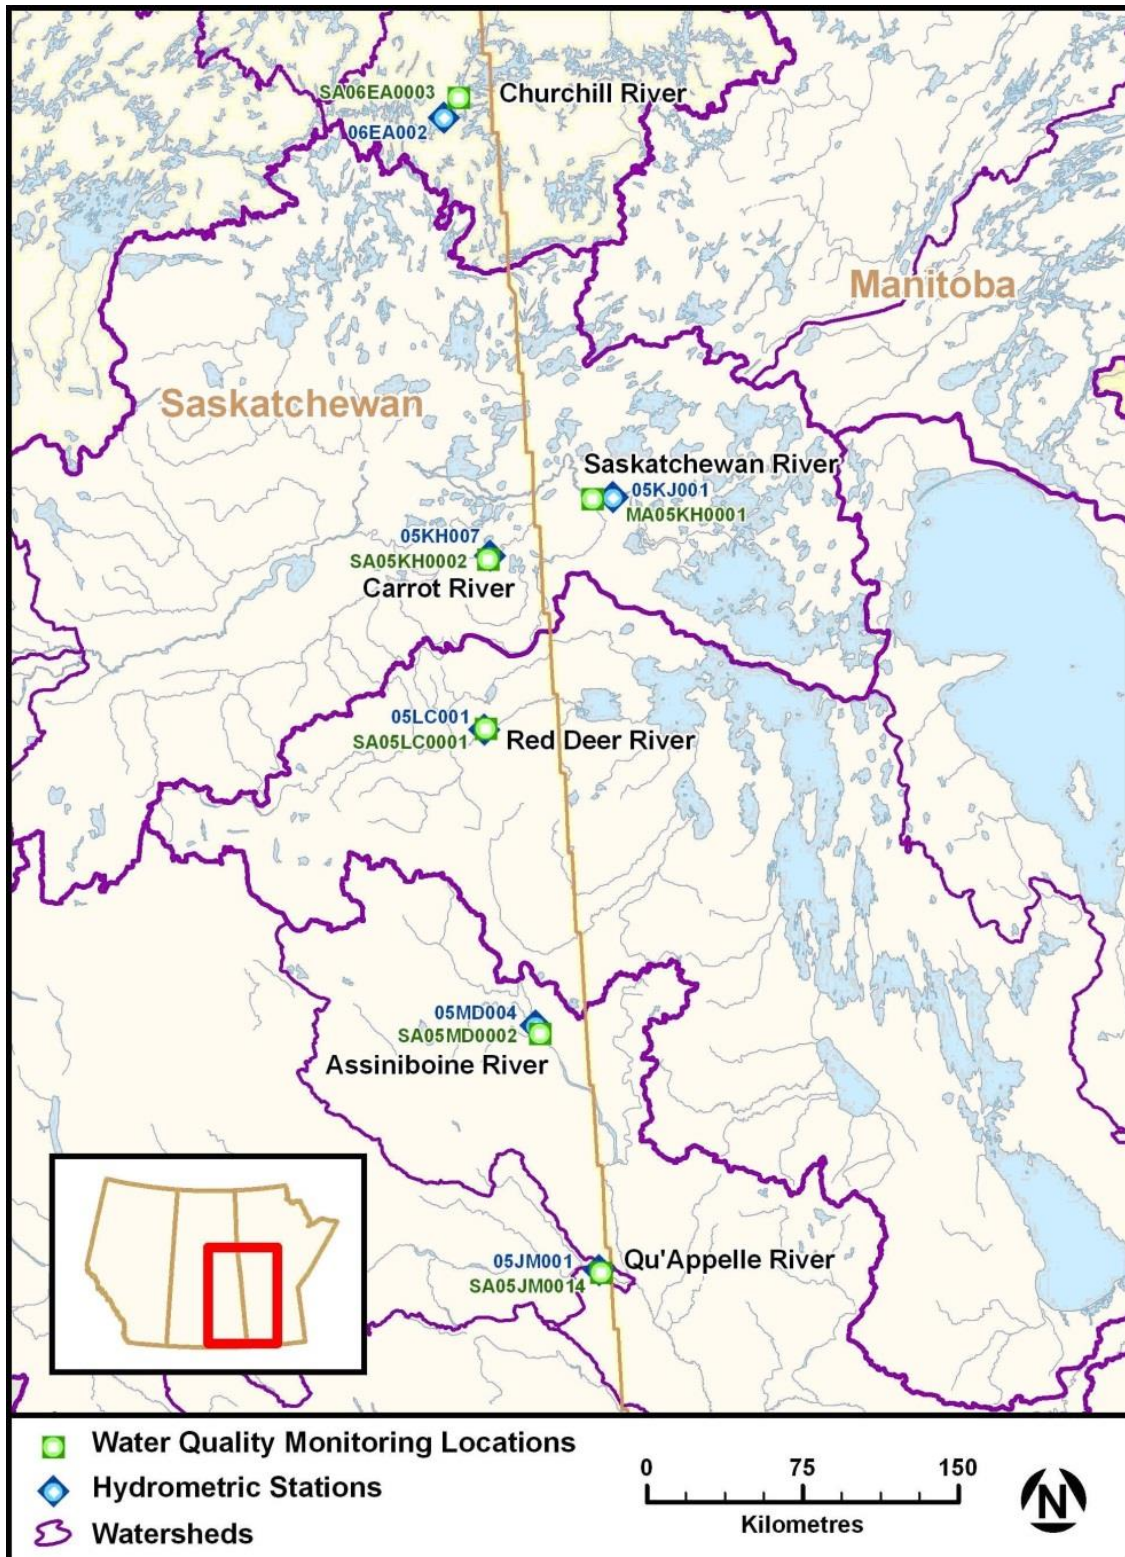 SA06EA0003
Churchill River
06EA002
Manitoba
Saskatchewan
Saskatchewan River
05KJ001
MA05KH0001
05KH007
SA05KH0002
Carrot River
05LC001
SA05LC0001
Red Deer River
05MD004
SA05MD0002
Assiniboine River
05JM001
SA05JM0014
Qu'Appelle River
Water Quality Monitoring Locations
Hydrometric Stations
Watersheds
0 75 150
Kilometres
N